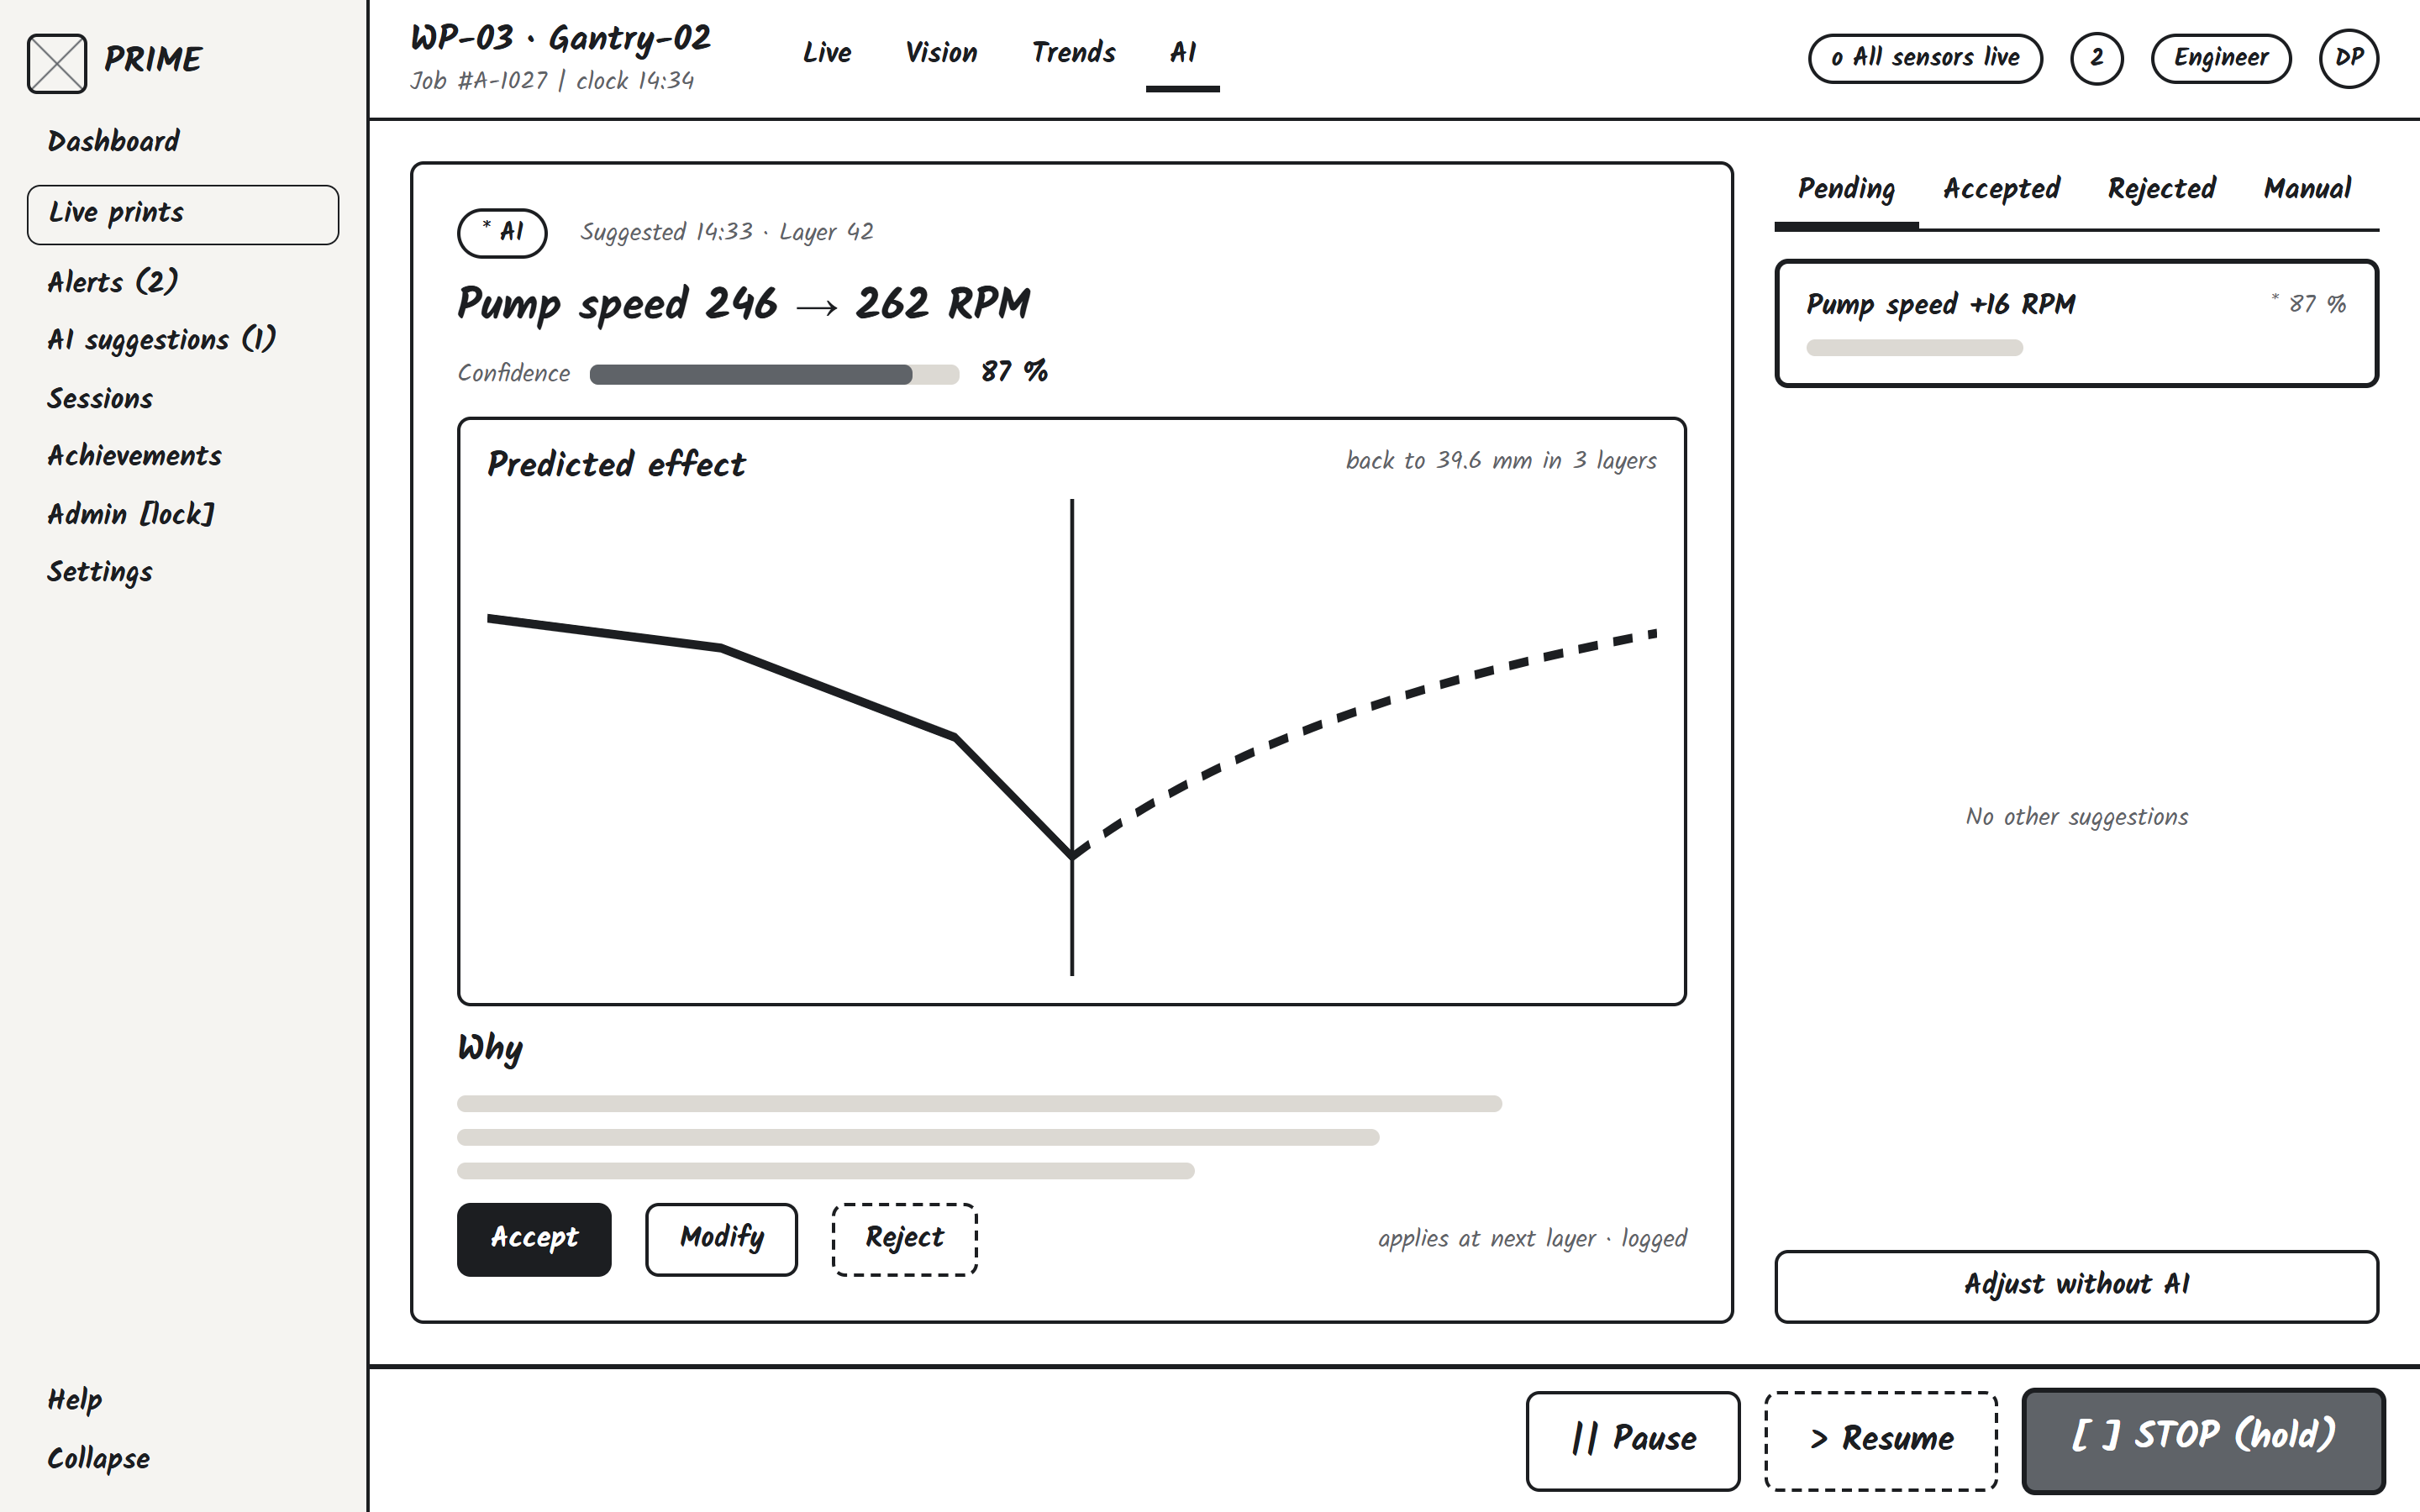 PRIME
Dashboard
Live prints
Alerts (2)
AI suggestions (1)
Sessions
Achievements
Admin [lock]
Settings
Help
Collapse
WP-03 · Gantry-02
Job #A-1027 | clock 14:34
Live Vision Trends AI
o All sensors live 2 Engineer DP
* AI Suggested 14:33 · Layer 42
Pump speed 246 → 262 RPM
Confidence 87 %
Predicted effect back to 39.6 mm in 3 layers
Why
Accept Modify Reject applies at next layer · logged
Pending Accepted Rejected Manual
Pump speed +16 RPM * 87 %
No other suggestions
Adjust without AI
|| Pause > Resume [ ] STOP (hold)